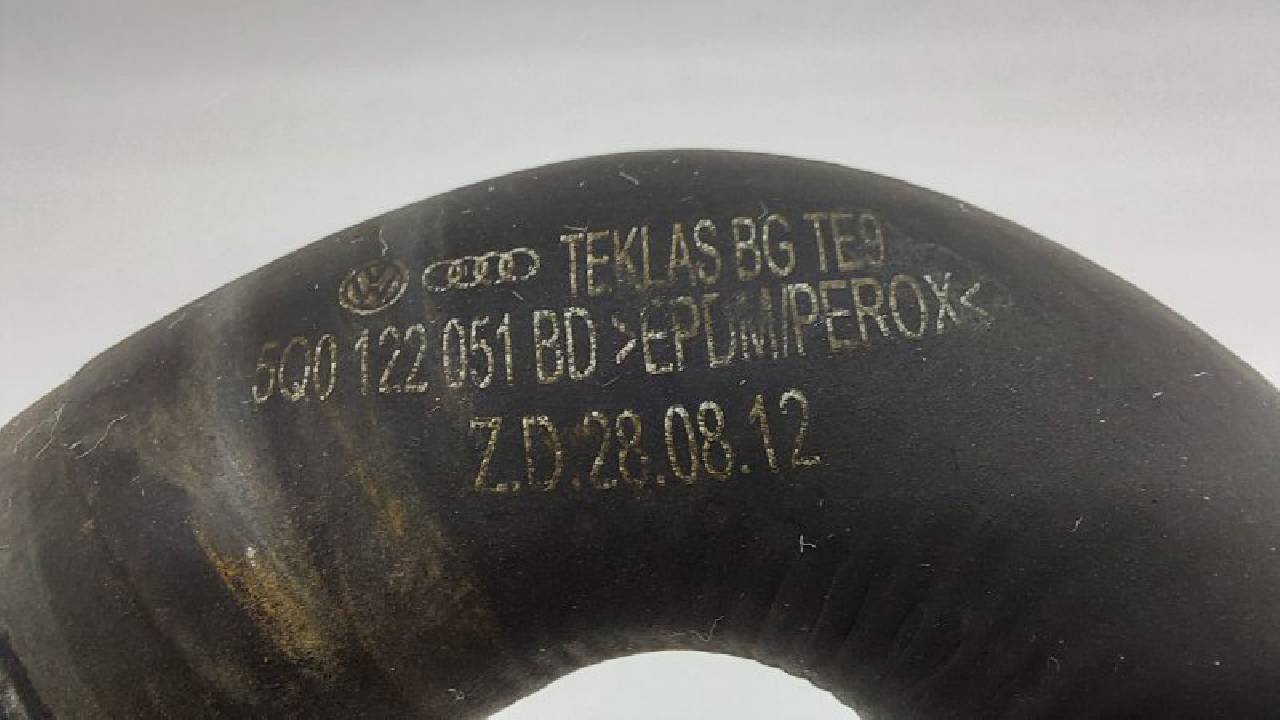 TEKLAS BG TE9
5Q0 122 051 BD >EPDM/PEROX<
Z.D.28.08.12